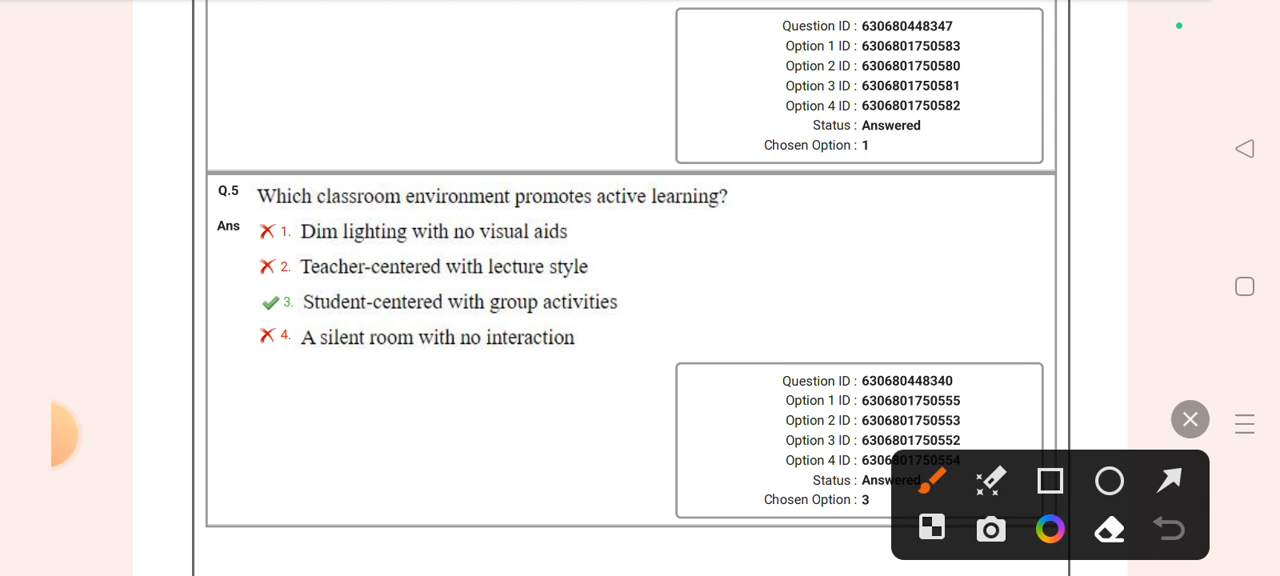 Question ID : 630680448347
Option 1 ID : 6306801750583
Option 2 ID : 6306801750580
Option 3 ID : 6306801750581
Option 4 ID : 6306801750582
Status : Answered
Chosen Option : 1
Q.5 Which classroom environment promotes active learning?
Ans 1. Dim lighting with no visual aids
2. Teacher-centered with lecture style
3. Student-centered with group activities
4. A silent room with no interaction
Question ID : 630680448340
Option 1 ID : 6306801750555
Option 2 ID : 6306801750553
Option 3 ID : 6306801750552
Option 4 ID : 6306801750554
Status : Answered
Chosen Option : 3